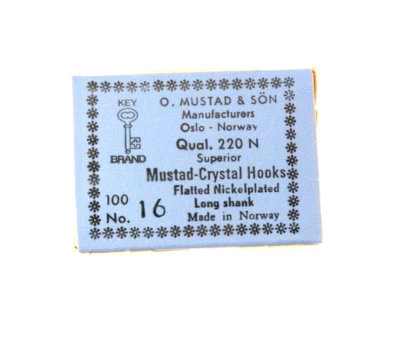 KEY
BRAND
O. MUSTAD & SÖN
Manufacturers
Oslo - Norway
Qual. 220 N
Superior
Mustad-Crystal Hooks
Flatted Nickelplated
Long shank
Made in Norway
100
No. 16